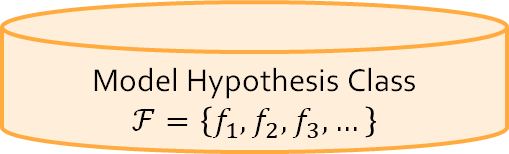 Model Hypothesis Class
ℱ = {𝑓₁, 𝑓₂, 𝑓₃, … }